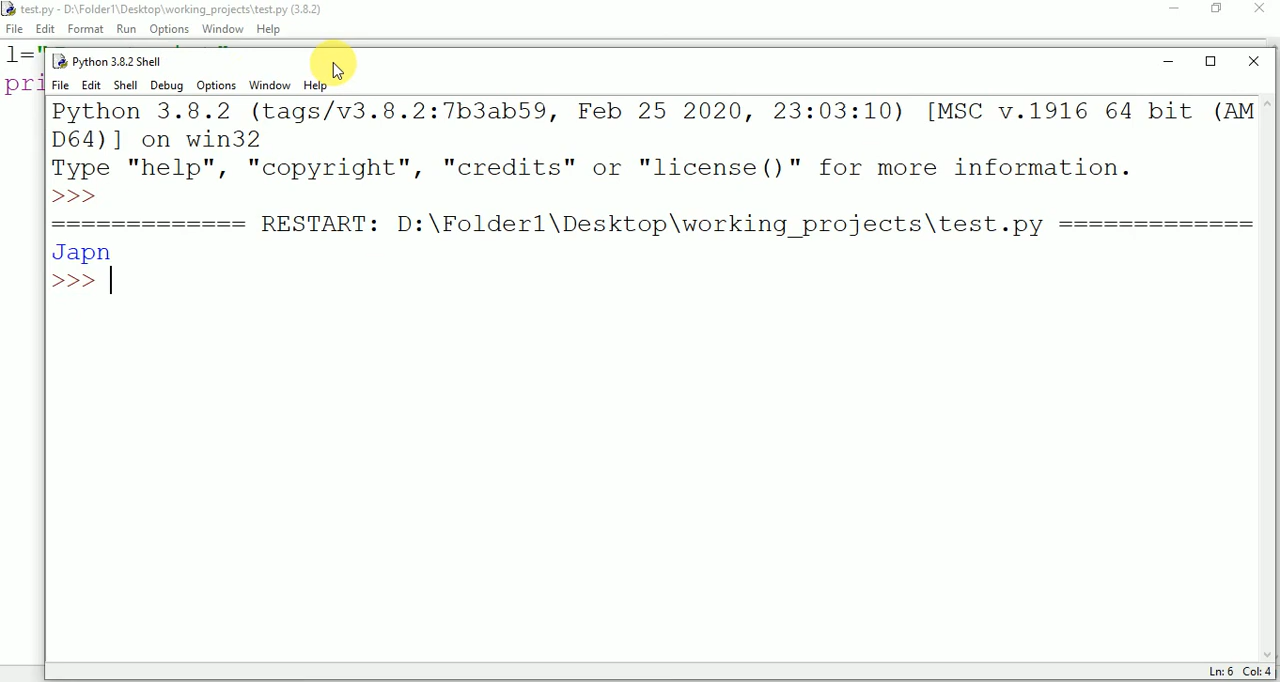 test.py - D:\Folder1\Desktop\working_projects\test.py (3.8.2)
File Edit Format Run Options Window Help
l="
pri
Python 3.8.2 Shell
File Edit Shell Debug Options Window Help
Python 3.8.2 (tags/v3.8.2:7b3ab59, Feb 25 2020, 23:03:10) [MSC v.1916 64 bit (AM
D64)] on win32
Type "help", "copyright", "credits" or "license()" for more information.
>>>
============= RESTART: D:\Folder1\Desktop\working_projects\test.py =============
Japn
>>>
Ln: 6 Col: 4